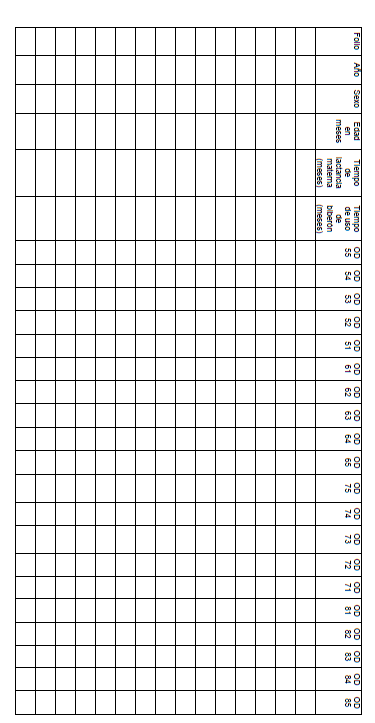 Folio
Año
Sexo
Edad
en
meses
Tiempo
de
lactancia
materna
(meses)
Tiempo
de uso
de
biberón
(meses)
OD
55
OD
54
OD
53
OD
52
OD
51
OD
61
OD
62
OD
63
OD
64
OD
65
OD
75
OD
74
OD
73
OD
72
OD
71
OD
81
OD
82
OD
83
OD
84
OD
85